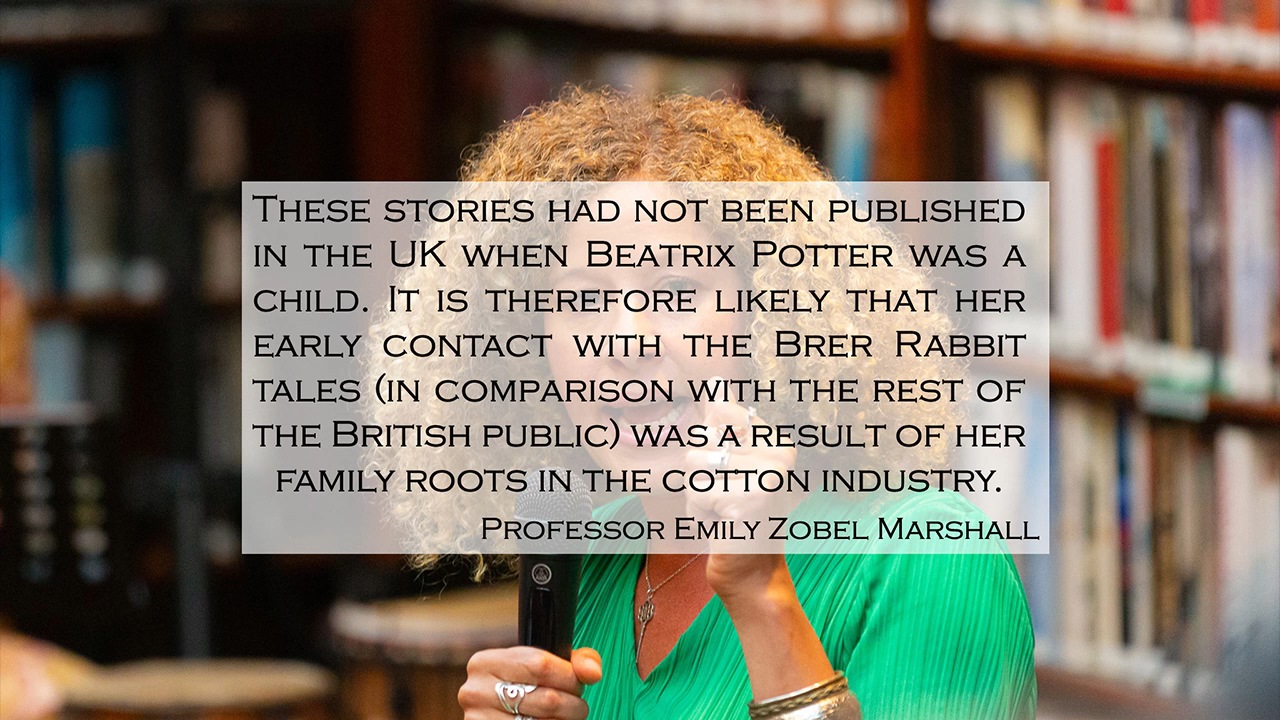 These stories had not been published
in the UK when Beatrix Potter was a
child. It is therefore likely that her
early contact with the Brer Rabbit
tales (in comparison with the rest of
the British public) was a result of her
family roots in the cotton industry.
Professor Emily Zobel Marshall